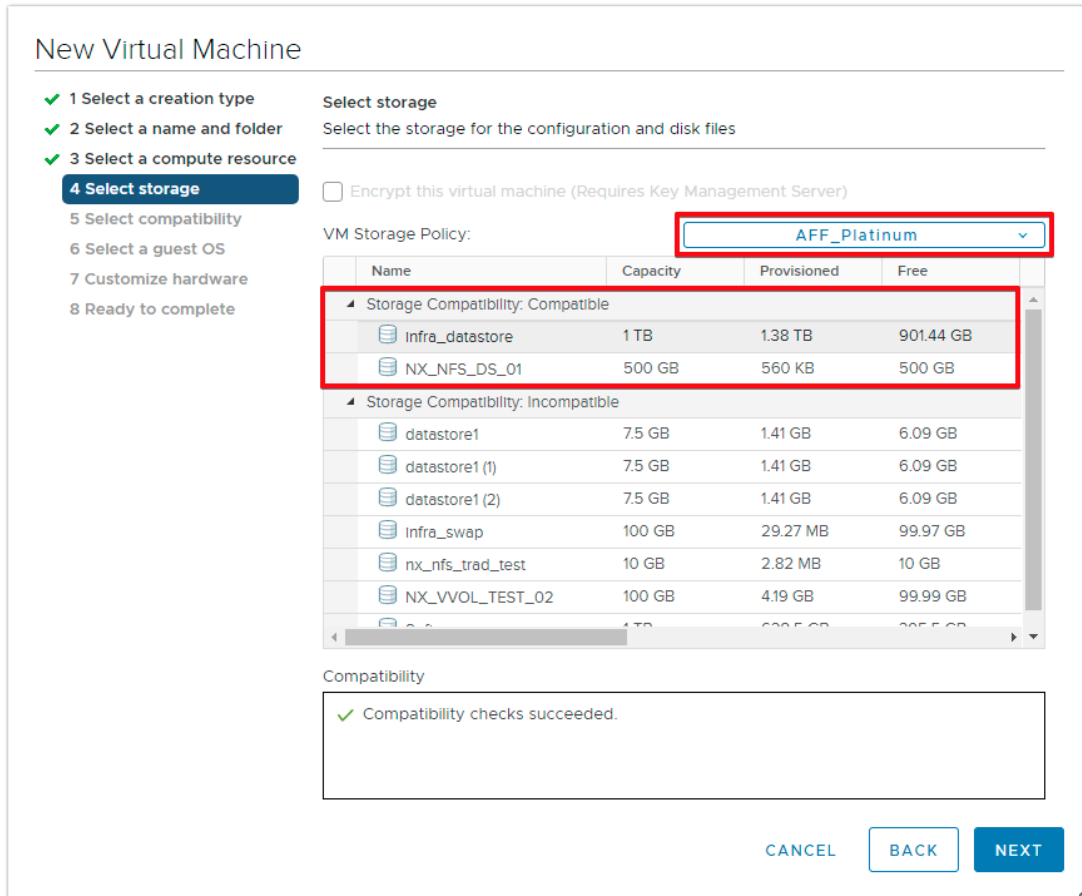 New Virtual Machine
1 Select a creation type
2 Select a name and folder
3 Select a compute resource
4 Select storage
5 Select compatibility
6 Select a guest OS
7 Customize hardware
8 Ready to complete
Select storage
Select the storage for the configuration and disk files
Encrypt this virtual machine (Requires Key Management Server)
VM Storage Policy: AFF_Platinum
Name Capacity Provisioned Free
Storage Compatibility: Compatible
Infra_datastore 1 TB 1.38 TB 901.44 GB
NX_NFS_DS_01 500 GB 560 KB 500 GB
Storage Compatibility: Incompatible
datastore1 7.5 GB 1.41 GB 6.09 GB
datastore1 (1) 7.5 GB 1.41 GB 6.09 GB
datastore1 (2) 7.5 GB 1.41 GB 6.09 GB
Infra_swap 100 GB 29.27 MB 99.97 GB
nx_nfs_trad_test 10 GB 2.82 MB 10 GB
NX_VVOL_TEST_02 100 GB 4.19 GB 99.99 GB
Compatibility
Compatibility checks succeeded.
CANCEL BACK NEXT